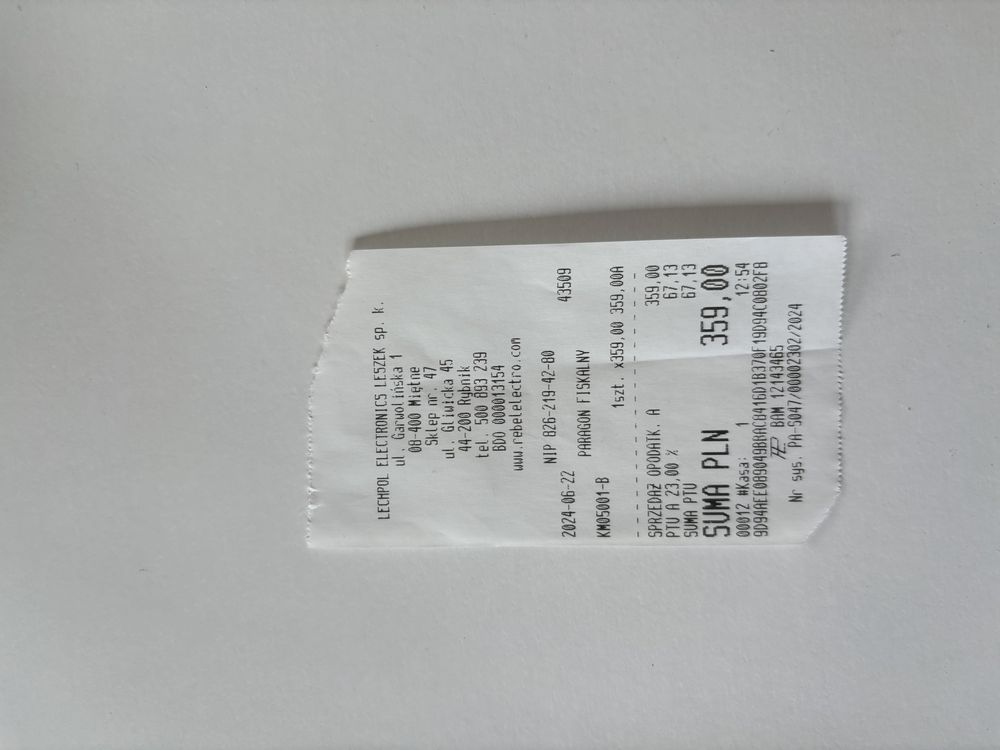 LECHPOL ELECTRONICS LESZEK sp. k.
ul. Garwolińska 1
08-400 Miętne
Sklep nr. 47
ul. Gliwicka 45
44-200 Rybnik
tel. 500 893 239
BDO 000013154
www.rebelelectro.com
NIP 826-219-42-80
2024-06-22 43509
PARAGON FISKALNY
KM05001-B
1szt. x359,00 359,00A
SPRZEDAŻ OPODATK. A 359,00
PTU A 23,00 % 67,13
SUMA PTU 67,13
SUMA PLN 359,00
00012 #Kasa: 1 12:54
BAM 12143465
Nr sys. PA-5047/00002302/2024